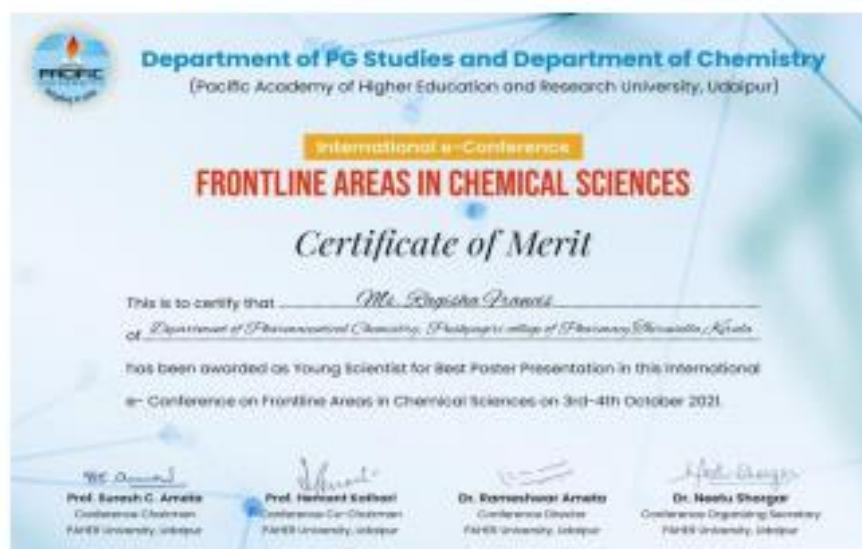 PACIFIC
Department of PG Studies and Department of Chemistry
(Pacific Academy of Higher Education and Research University, Udaipur)
International e-Conference
FRONTLINE AREAS IN CHEMICAL SCIENCES
Certificate of Merit
This is to certify that Ms. Francis
of Department of Pharmaceutical Chemistry, college of Pharmacy, Kerala
has been awarded as Young Scientist for Best Poster Presentation in this International
e- Conference on Frontline Areas in Chemical Sciences on 3rd-4th October 2021.
Prof. Suresh C. Ameta
Prof. Hemant Kothari
Dr. Rameshwar Ameta
Dr. Neetu Shorgar
Conference Chairman
Conference Co-Chairman
Conference Director
Conference Organizing Secretary
PAHER University, Udaipur
PAHER University, Udaipur
PAHER University, Udaipur
PAHER University, Udaipur